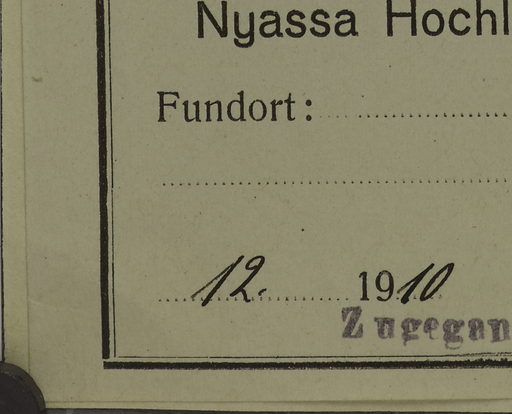 Nyassa Hochl
Fundort:
12. 1910
Zugegan